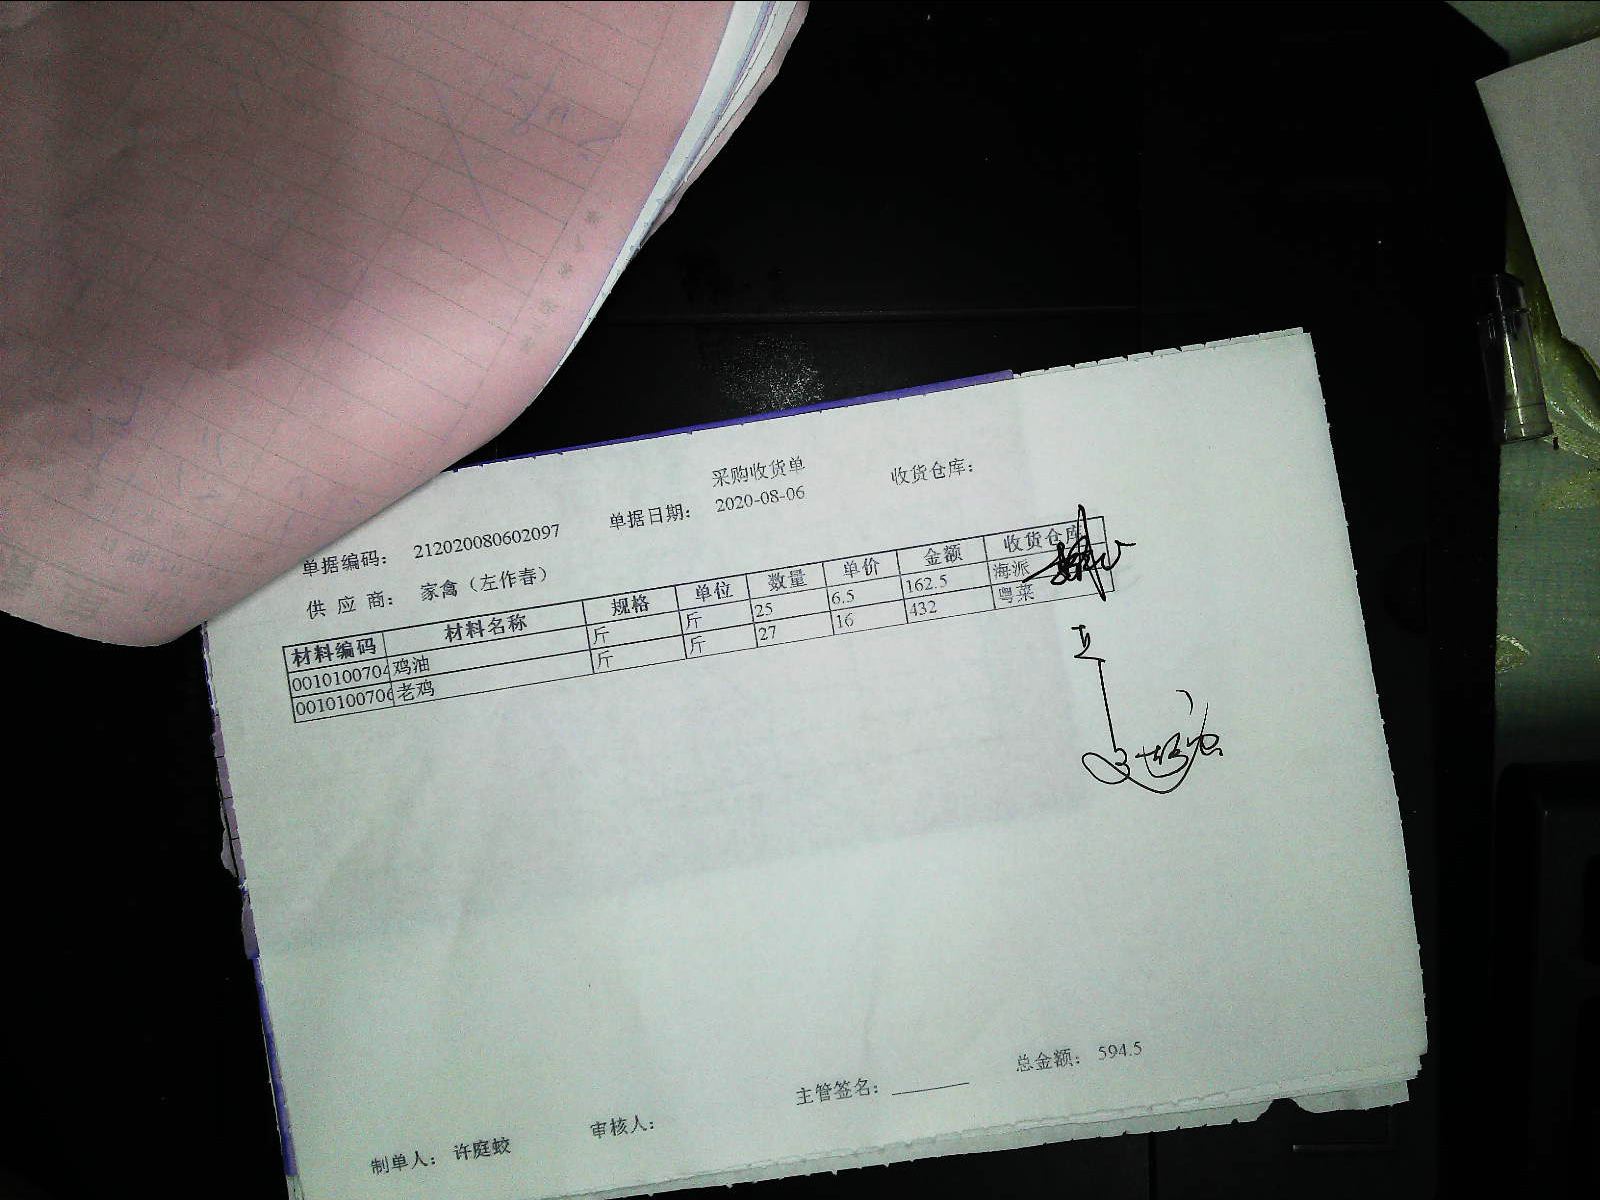 采购收货单
单据编码: 212020080602097 单据日期: 2020-08-06 收货仓库:
供 应 商: 家禽（左作春）
材料编码 材料名称 规格 单位 数量 单价 金额 收货仓库
0010100704 鸡油 斤 斤 25 6.5 162.5 海派
001010070 老鸡 斤 斤 27 16 432 粤菜
总金额: 594.5
制单人: 许庭蛟 审核人: 主管签名: